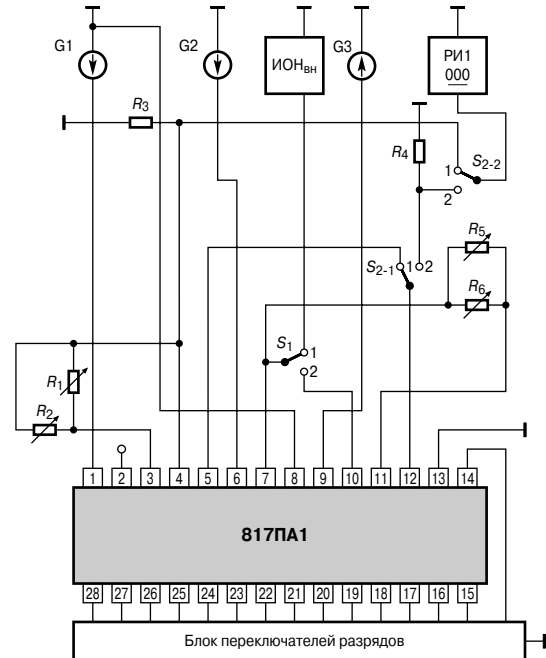 G1
G2
ИОНвн
G3
РИ1
000
R3
R4
1
S2-2
2
R5
S2-1
1
2
R6
S1
1
2
R1
R2
1 2 3 4 5 6 7 8 9 10 11 12 13 14
817ПА1
28 27 26 25 24 23 22 21 20 19 18 17 16 15
Блок переключателей разрядов